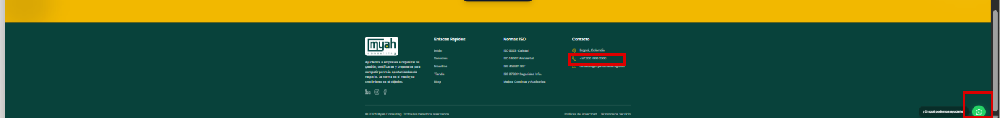 myah
consulting
Ayudamos a empresas a organizar su
gestión, certificarse y prepararse para
competir por más oportunidades de
negocio. La norma es el medio; tu
crecimiento es el objetivo.
Enlaces Rápidos
Inicio
Servicios
Nosotros
Tienda
Blog
Normas ISO
ISO 9001: Calidad
ISO 14001: Ambiental
ISO 45001: SST
ISO 27001: Seguridad Info.
Mejora Continua y Auditorías
Contacto
Bogotá, Colombia
+57 300 000 0000
© 2026 Myah Consulting. Todos los derechos reservados.
Políticas de Privacidad Términos de Servicio
¿En qué podemos ayudarte?